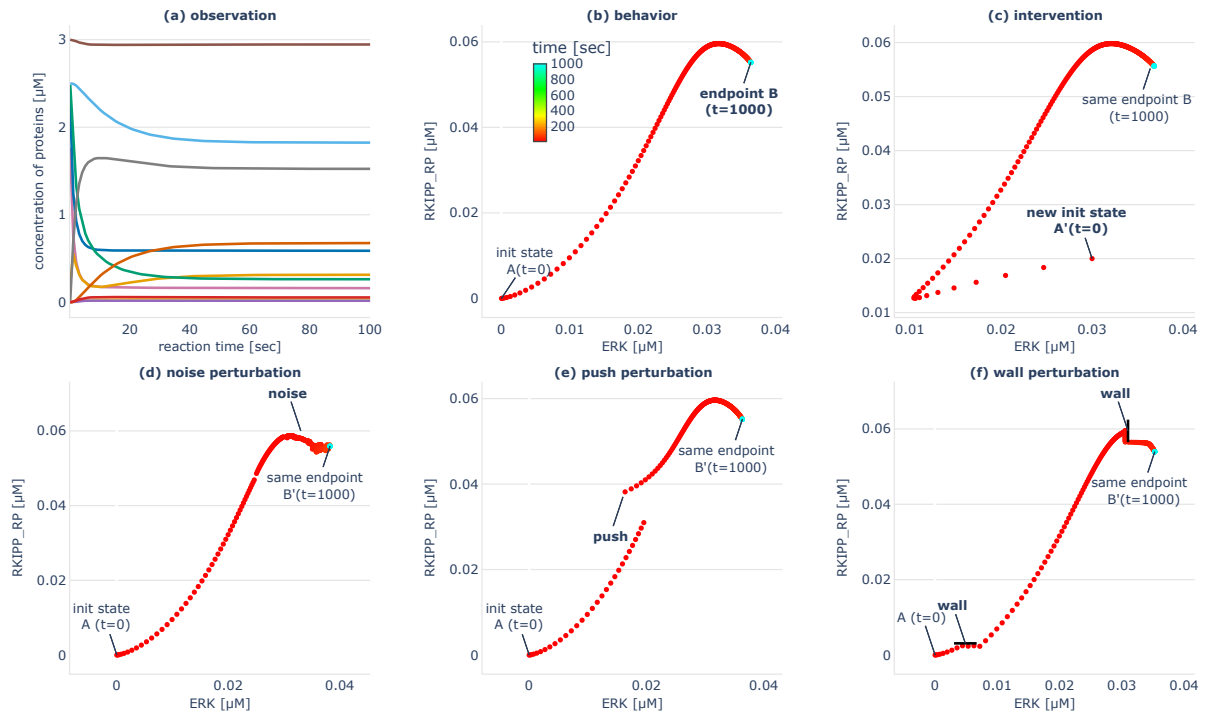 (a) observation
concentration of proteins [µM]
3
2
1
0
20
40
60
80
100
reaction time [sec]
(b) behavior
RKIPP_RP [µM]
0.06
0.04
0.02
0
time [sec]
1000
800
600
400
200
endpoint B
(t=1000)
init state
A(t=0)
0
0.01
0.02
0.03
0.04
ERK [µM]
(c) intervention
RKIPP_RP [µM]
0.06
0.05
0.04
0.03
0.02
0.01
same endpoint B
(t=1000)
new init state
A'(t=0)
0.01
0.02
0.03
0.04
ERK [µM]
(d) noise perturbation
RKIPP_RP [µM]
0.06
0.04
0.02
0
noise
same endpoint
B'(t=1000)
init state
A (t=0)
0
0.02
0.04
ERK [µM]
(e) push perturbation
RKIPP_RP [µM]
0.06
0.04
0.02
0
same endpoint
B'(t=1000)
push
init state
A (t=0)
0
0.02
0.04
ERK [µM]
(f) wall perturbation
RKIPP_RP [µM]
0.06
0.04
0.02
0
wall
same endpoint
B'(t=1000)
wall
A (t=0)
0
0.01
0.02
0.03
0.04
ERK [µM]